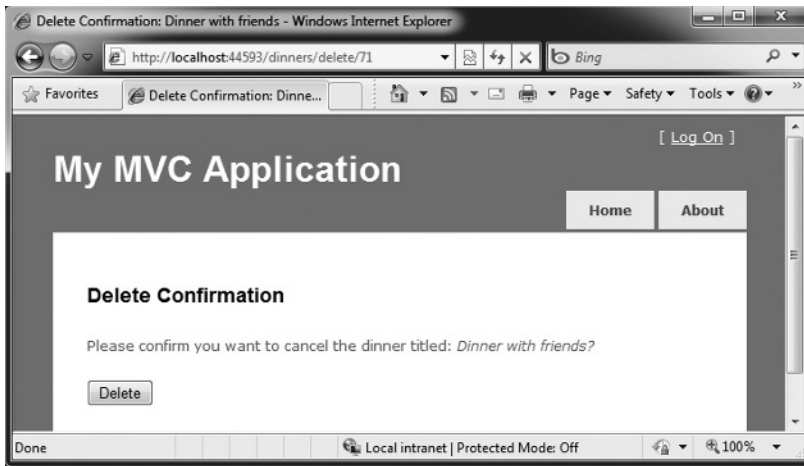 Delete Confirmation: Dinner with friends - Windows Internet Explorer
http://localhost:44593/dinners/delete/71
Bing
Favorites
Delete Confirmation: Dinne...
Page
Safety
Tools
[ Log On ]
My MVC Application
Home
About
Delete Confirmation
Please confirm you want to cancel the dinner titled: Dinner with friends?
Delete
Done
Local intranet | Protected Mode: Off
100%